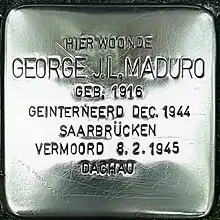 HIER WOONDE
GEORGE J.L. MADURO
GEB. 1916
GEINTERNEERD DEC. 1944
SAARBRÜCKEN
VERMOORD 8.2.1945
DACHAU